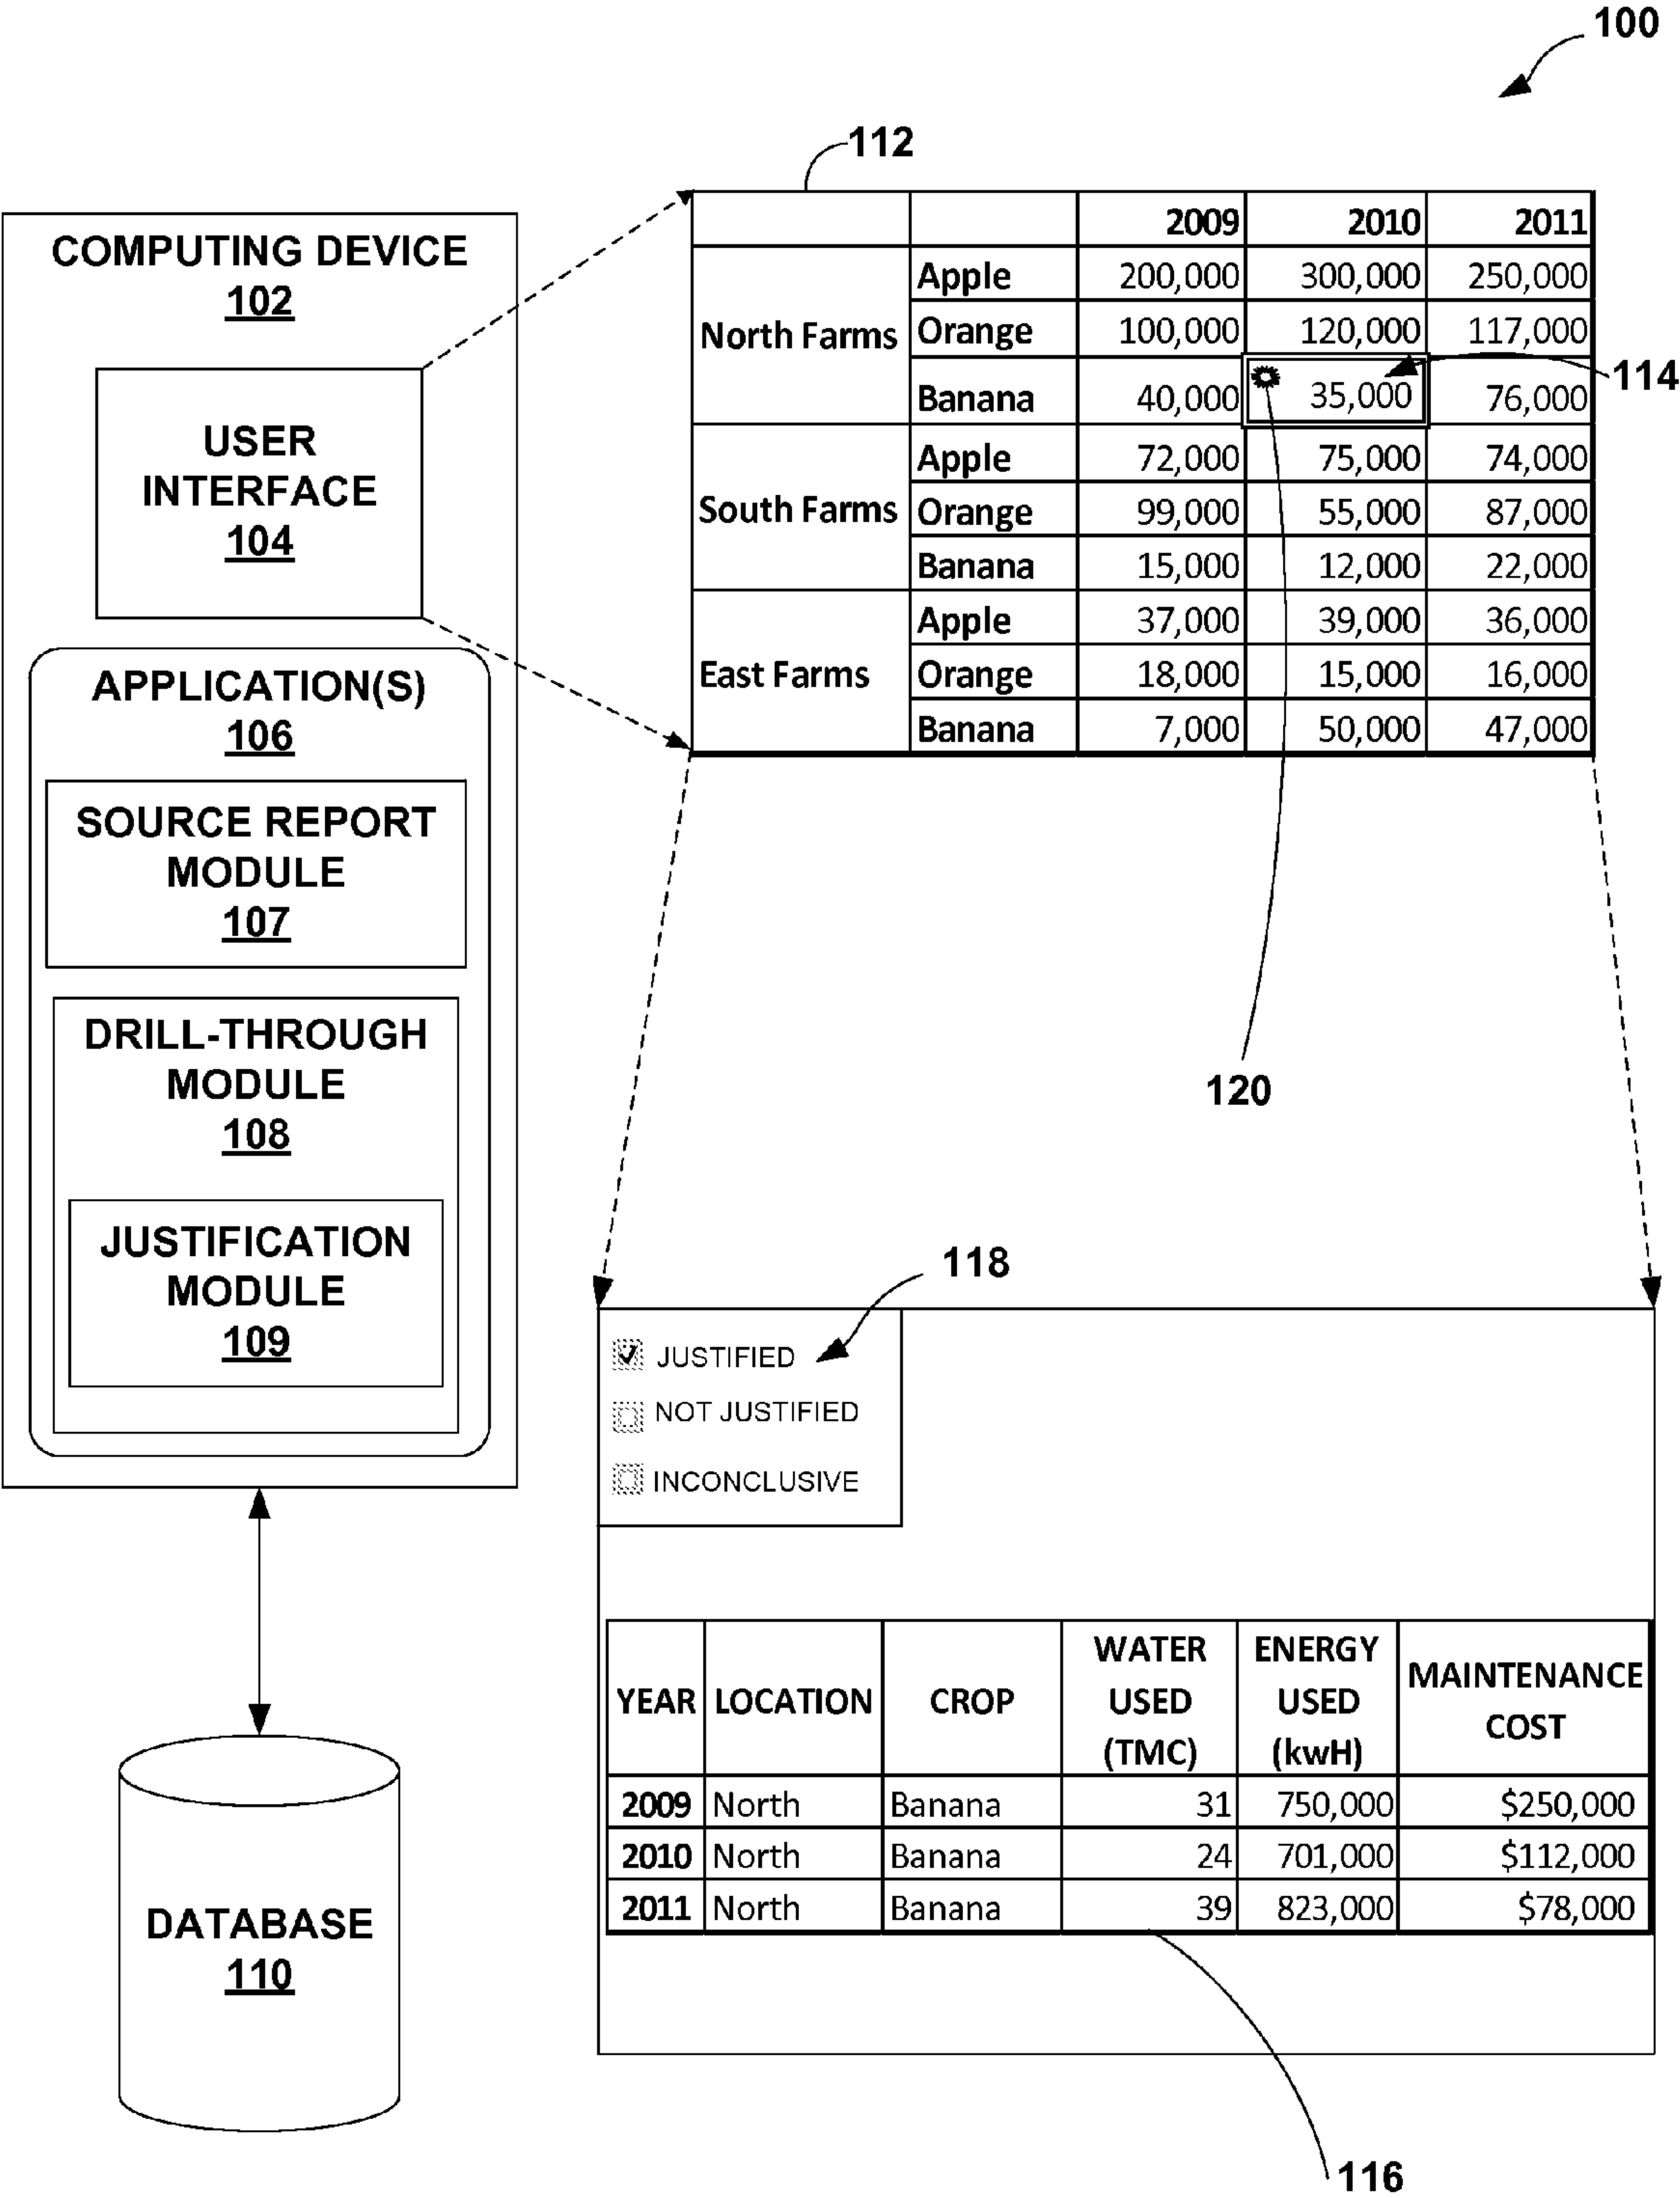 100
112
COMPUTING DEVICE
102
USER
INTERFACE
104
APPLICATION(S)
106
SOURCE REPORT
MODULE
107
DRILL-THROUGH
MODULE
108
JUSTIFICATION
MODULE
109
DATABASE
110
2009 2010 2011
North Farms
Apple 200,000 300,000 250,000
Orange 100,000 120,000 117,000
Banana 40,000 35,000 76,000
114
South Farms
Apple 72,000 75,000 74,000
Orange 99,000 55,000 87,000
Banana 15,000 12,000 22,000
East Farms
Apple 37,000 39,000 36,000
Orange 18,000 15,000 16,000
Banana 7,000 50,000 47,000
120
118
JUSTIFIED
NOT JUSTIFIED
INCONCLUSIVE
YEAR LOCATION CROP WATER USED (TMC) ENERGY USED (kwH) MAINTENANCE COST
2009 North Banana 31 750,000 $250,000
2010 North Banana 24 701,000 $112,000
2011 North Banana 39 823,000 $78,000
116